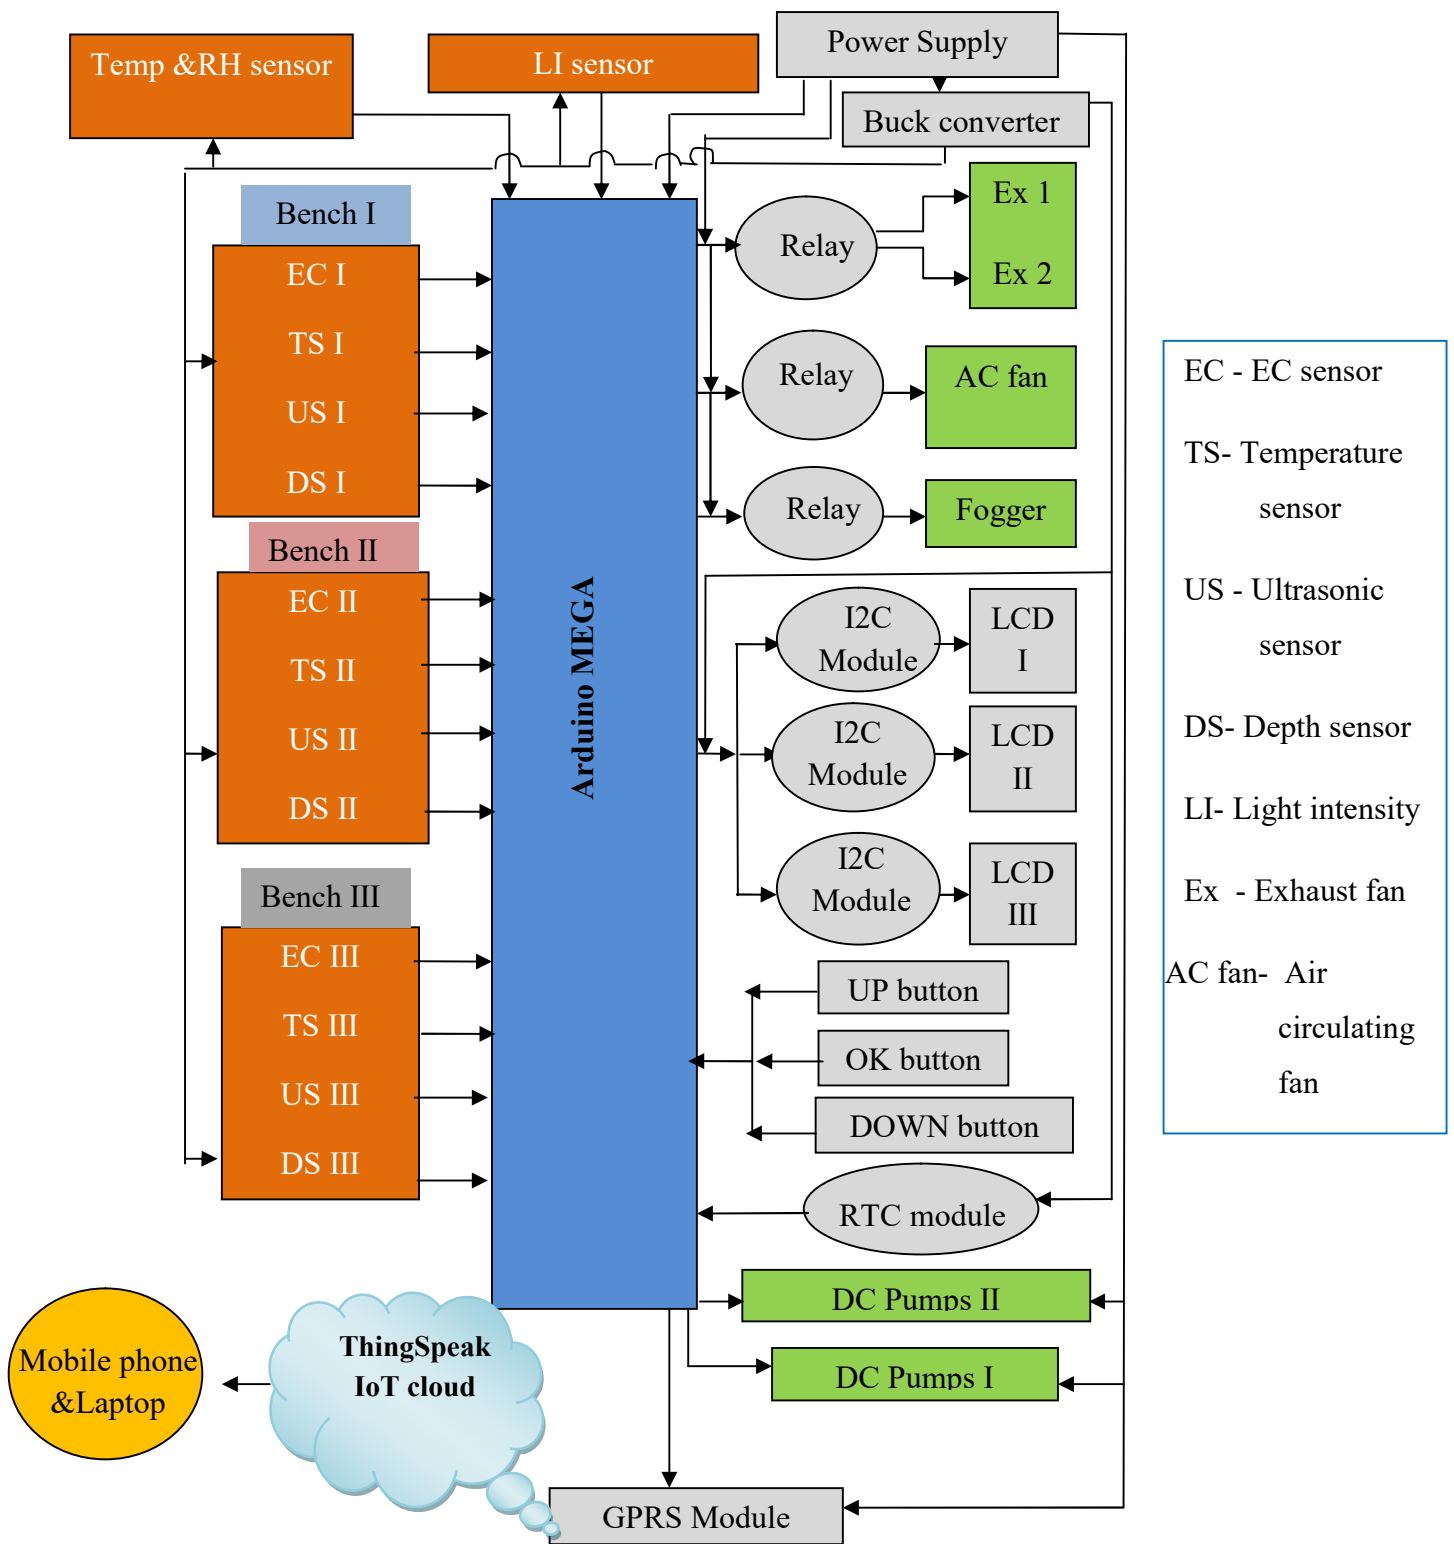 Temp &RH sensor
LI sensor
Power Supply
Buck converter
Bench I
EC I
TS I
US I
DS I
Bench II
EC II
TS II
US II
DS II
Bench III
EC III
TS III
US III
DS III
Arduino MEGA
Relay
Ex 1
Ex 2
Relay
AC fan
Relay
Fogger
I2C
Module
LCD
I
I2C
Module
LCD
II
I2C
Module
LCD
III
UP button
OK button
DOWN button
RTC module
DC Pumps II
DC Pumps I
GPRS Module
ThingSpeak
IoT cloud
Mobile phone
&Laptop
EC - EC sensor
TS- Temperature
sensor
US - Ultrasonic
sensor
DS- Depth sensor
LI- Light intensity
Ex - Exhaust fan
AC fan- Air
circulating
fan